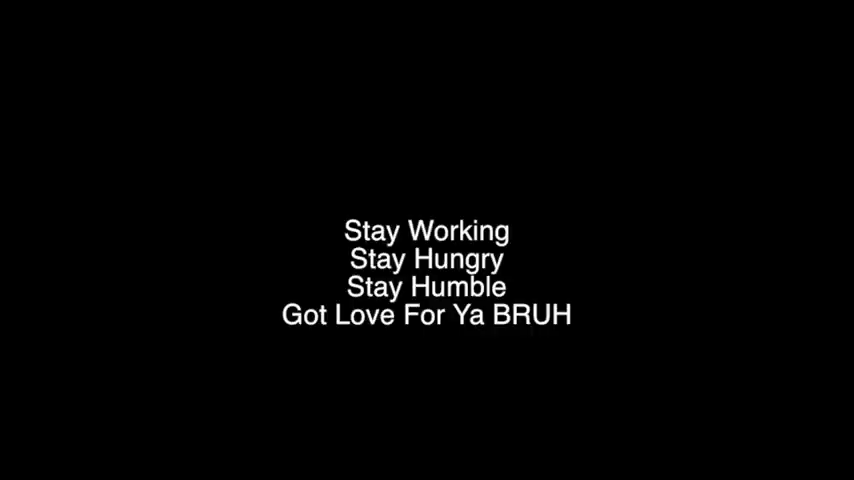 Stay Working
Stay Hungry
Stay Humble
Got Love For Ya BRUH